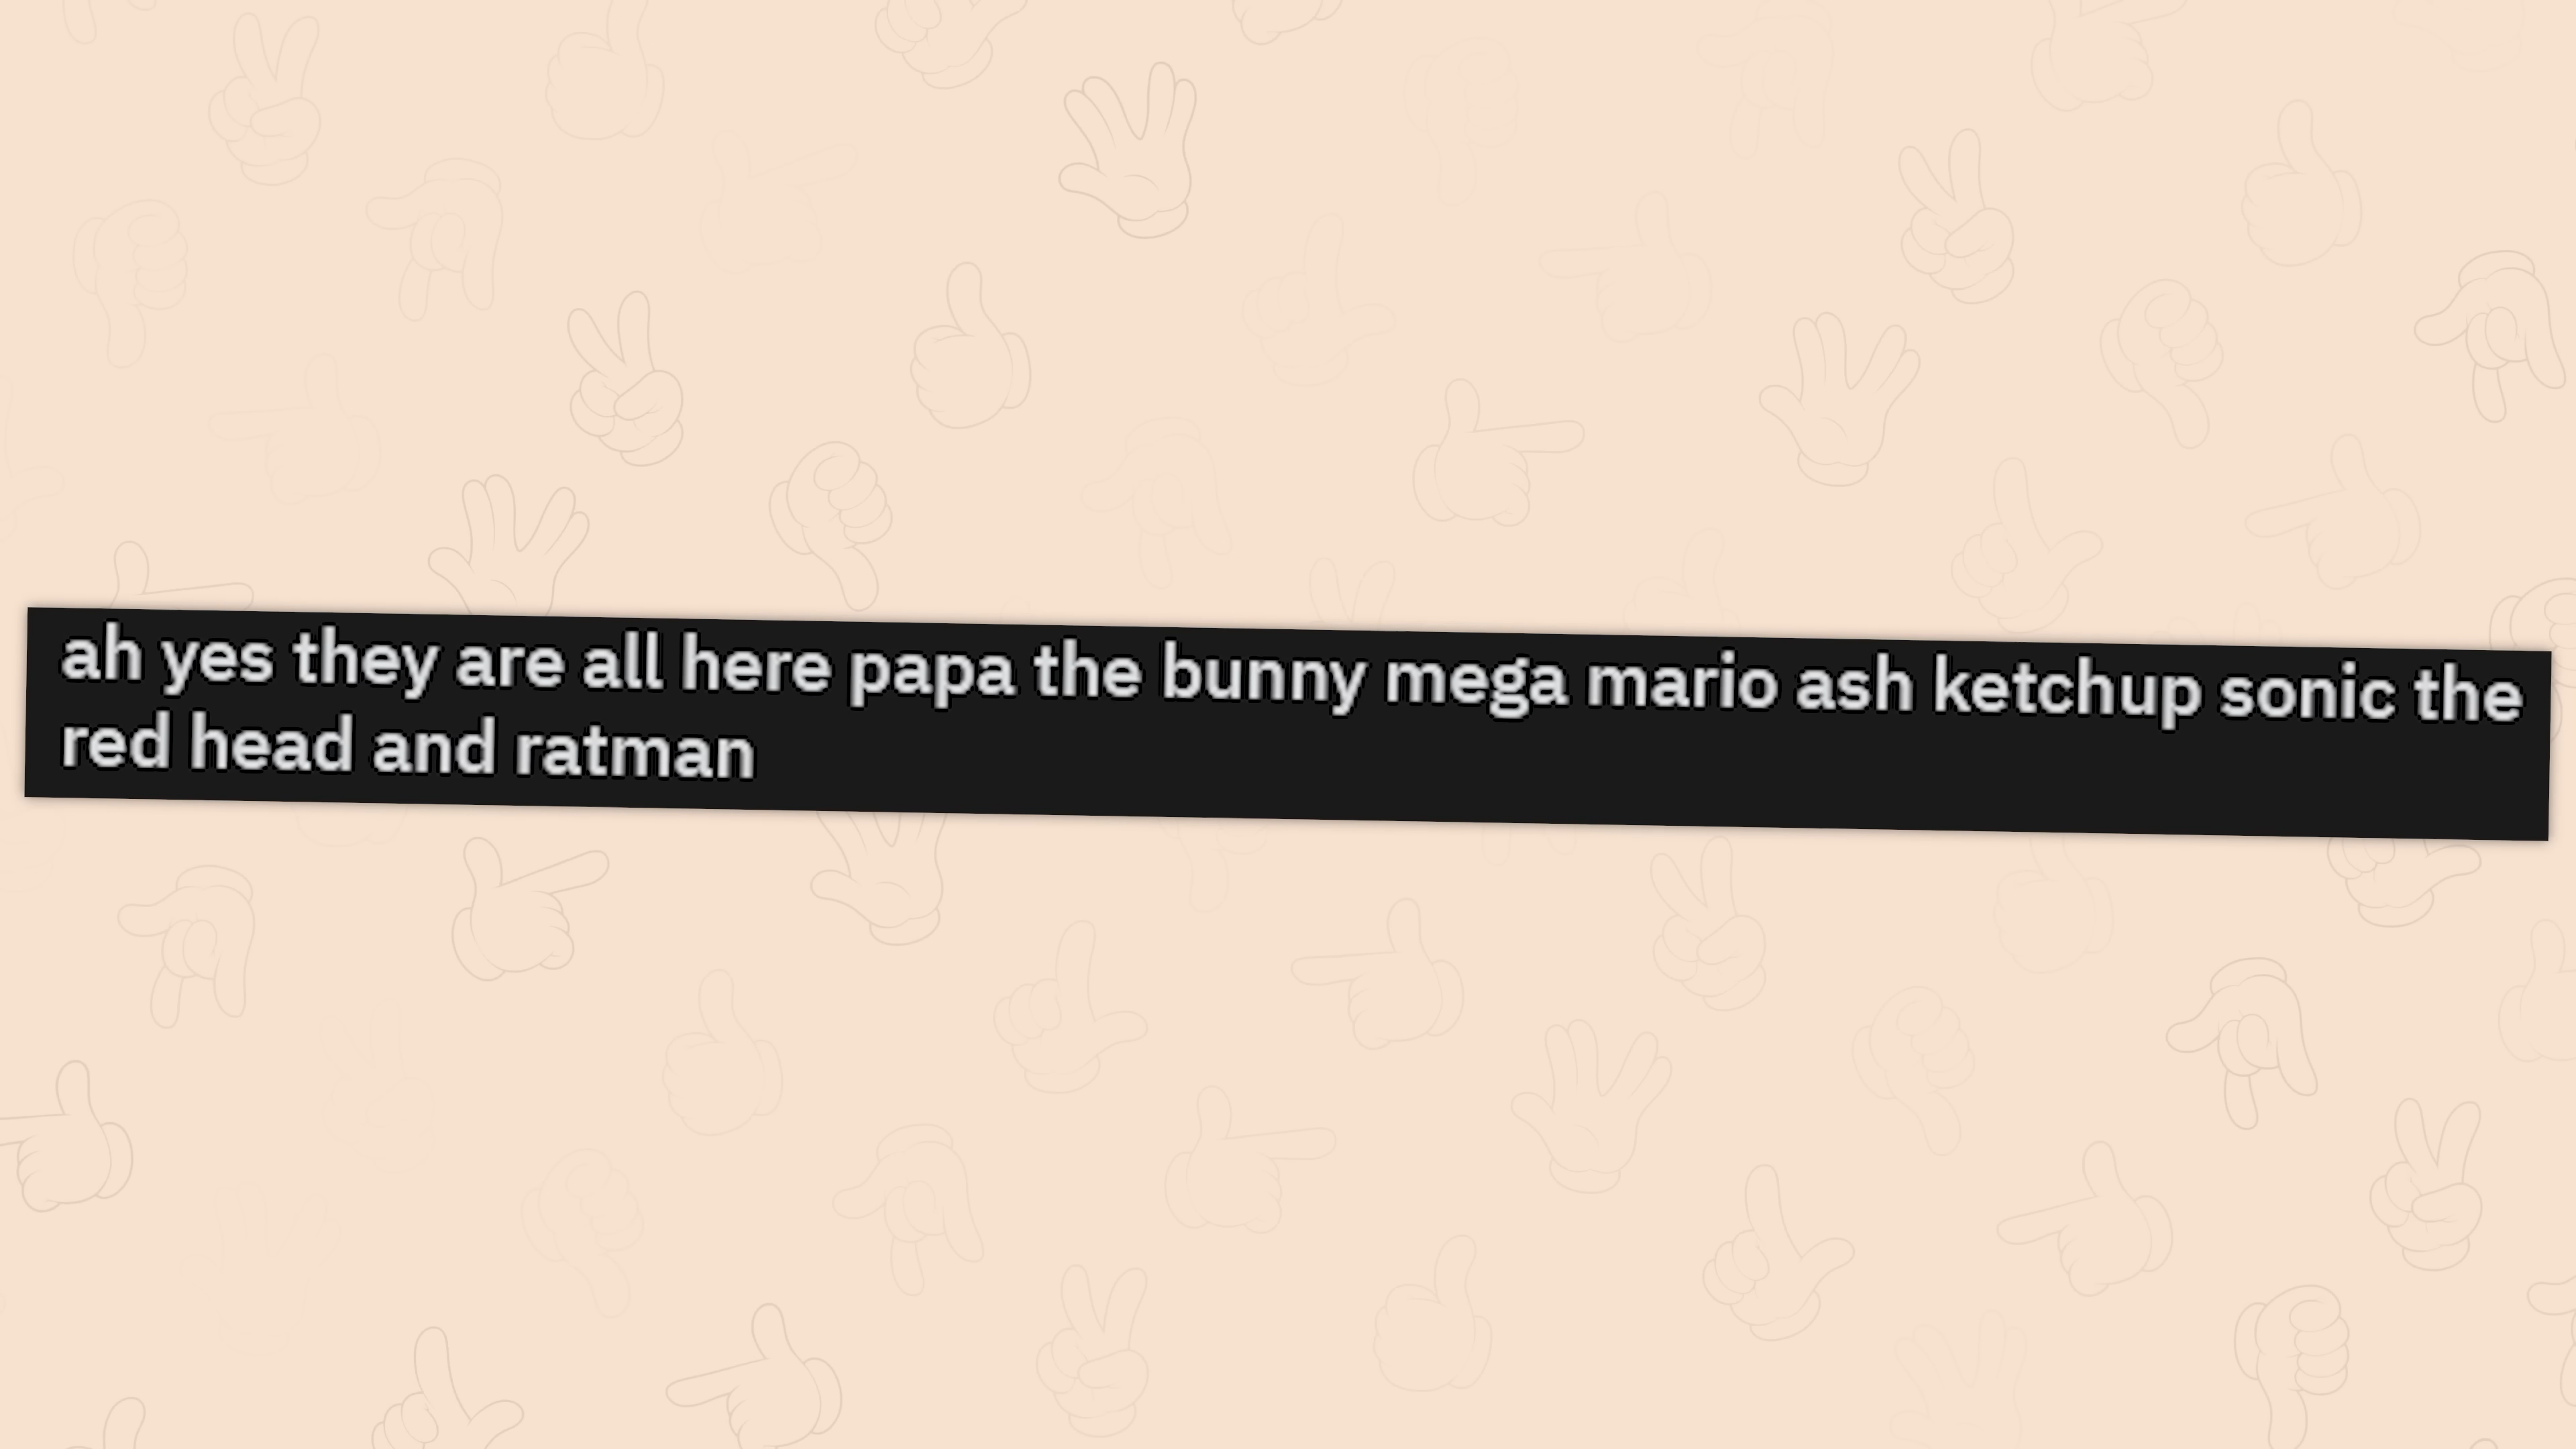 ah yes they are all here papa the bunny mega mario ash ketchup sonic the
red head and ratman